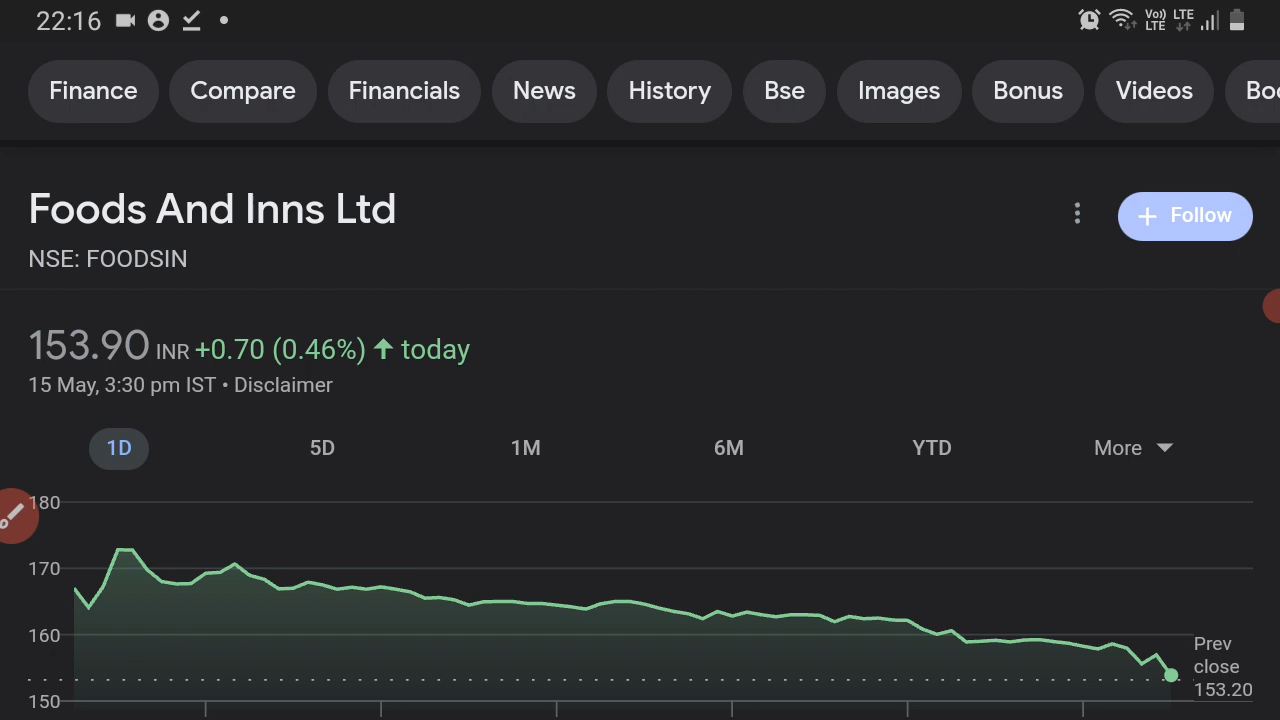 22:16 Vo)) LTE LTE
Finance Compare Financials News History Bse Images Bonus Videos
Foods And Inns Ltd
+ Follow
NSE: FOODSIN
153.90 INR +0.70 (0.46%) ↑ today
15 May, 3:30 pm IST • Disclaimer
1D 5D 1M 6M YTD More
180
170
160
150
Prev
close
153.20